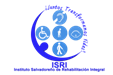 ¡Juntos Transformamos Vidas!
ISRI
Instituto Salvadoreño de Rehabilitación Integral